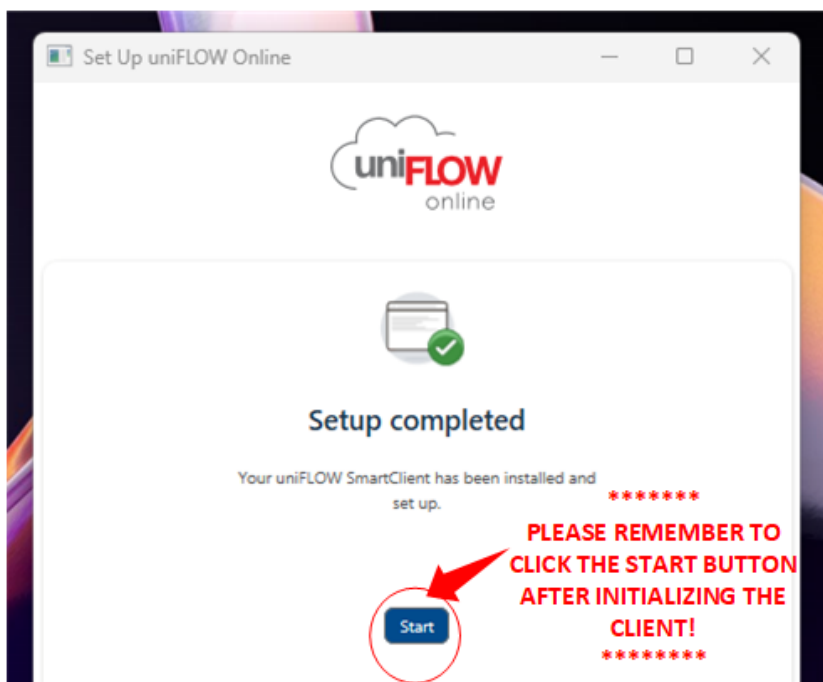 Set Up uniFLOW Online
uniFLOW
online
Setup completed
Your uniFLOW SmartClient has been installed and
set up.
*******
PLEASE REMEMBER TO
CLICK THE START BUTTON
AFTER INITIALIZING THE
CLIENT!
********
Start